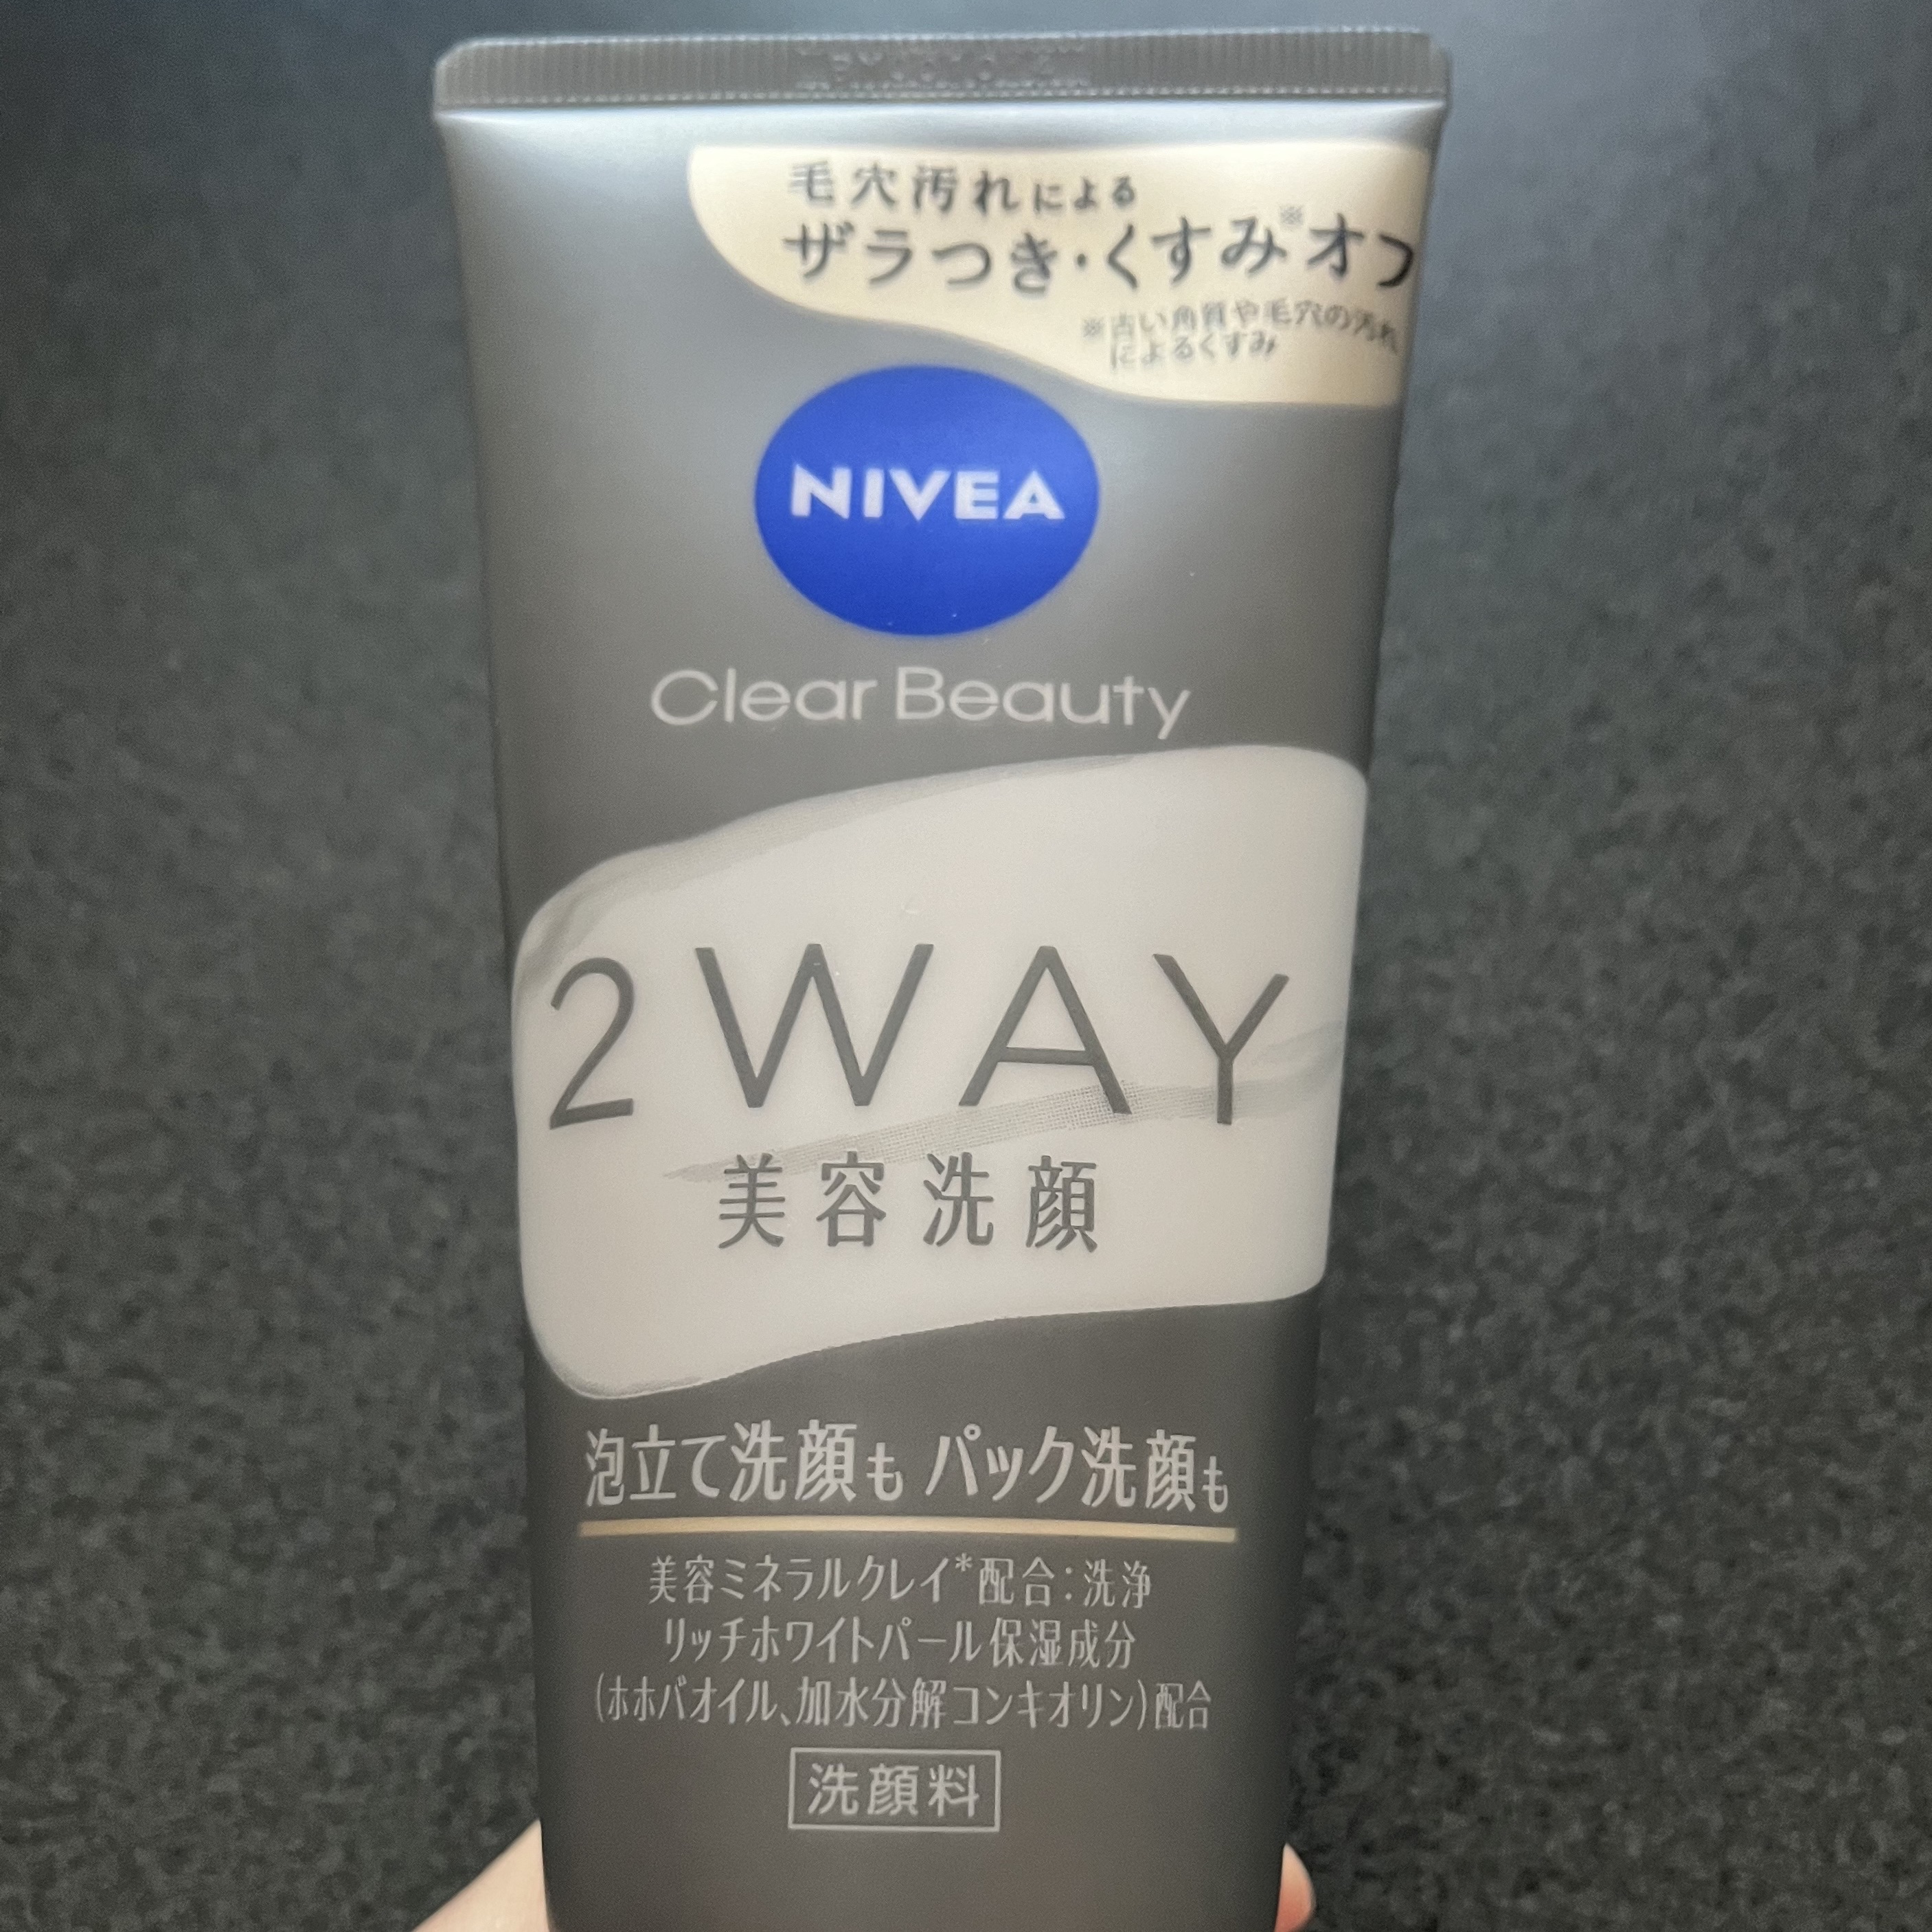 毛穴汚れによる
ザラつき・くすみ※オフ
※古い角質や毛穴の汚れ
によるくすみ
NIVEA
Clear Beauty
2WAY
美容洗顔
泡立て洗顔も パック洗顔も
美容ミネラルクレイ*配合:洗浄
リッチホワイトパール保湿成分
(ホホバオイル、加水分解コンキオリン)配合
洗顔料